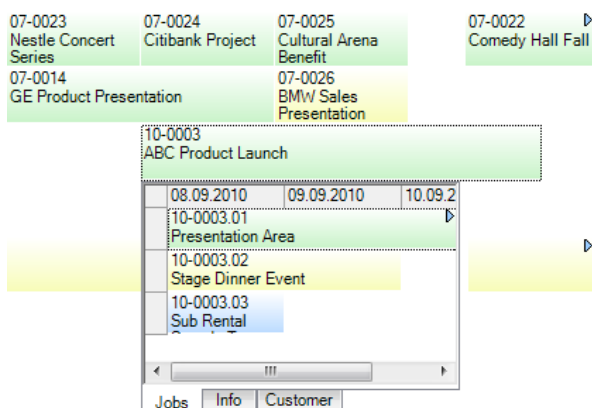 07-0023
Nestle Concert
Series
07-0024
Citibank Project
07-0025
Cultural Arena
Benefit
07-0022
Comedy Hall Fall
07-0014
GE Product Presentation
07-0026
BMW Sales
Presentation
10-0003
ABC Product Launch
08.09.2010
09.09.2010
10.09.2
10-0003.01
Presentation Area
10-0003.02
Stage Dinner Event
10-0003.03
Sub Rental
Jobs
Info
Customer